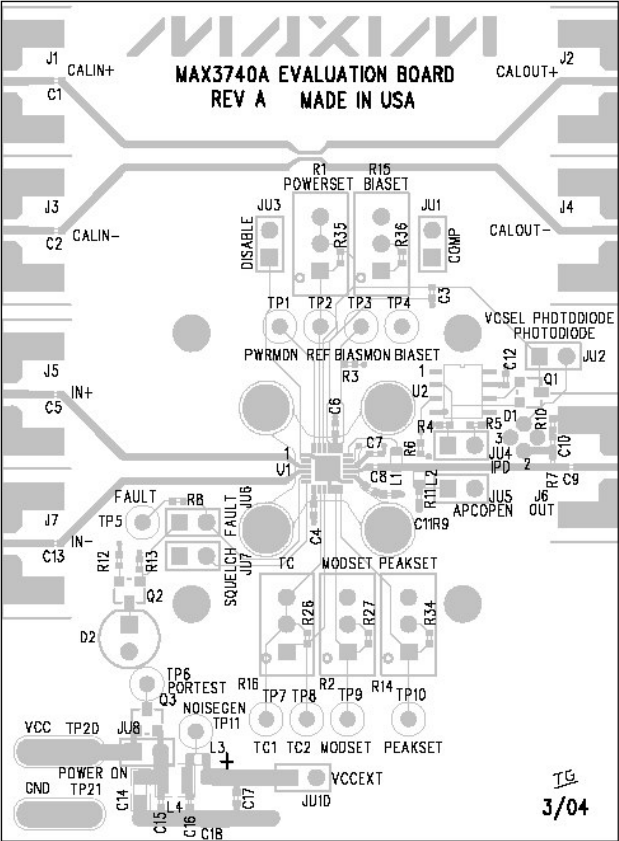 MAXIM
J1
CALIN+
C1
MAX3740A EVALUATION BOARD
REV A MADE IN USA
J2
CALOUT+
R1
POWERSET
R15
BIASET
JU3
DISABLE
R35
R36
JU1
COMP
J3
C2
CALIN-
J4
CALOUT-
C3
TP1
TP2
TP3
TP4
PWRMDN
REF
BIASMON
BIASET
VCSEL PHOTODIODE
PHOTODIODE
JU2
R3
1
U2
C12
Q1
J5
IN+
C5
C6
R4
R5
D1
R10
3
JU4
IPD
2
C10
R7
C9
1
U1
C7
R6
C8
L1
L2
R11
C11
R9
JU5
APCOPEN
J6
OUT
FAULT
TP5
R8
FAULT
JU6
SQUELCH
JU7
C4
J7
C13
IN-
R12
R13
Q2
D2
TC
MODSET
PEAKSET
R26
R27
R34
R16
R2
R14
TP6
PORTEST
Q3
NOISEGEN
TP11
TP7
TP8
TP9
TP10
TC1
TC2
MODSET
PEAKSET
VCC
TP20
JU8
POWER ON
L3
+
VCCEXT
JU10
GND
TP21
C14
C15
L4
C16
C17
C18
TG
3/04